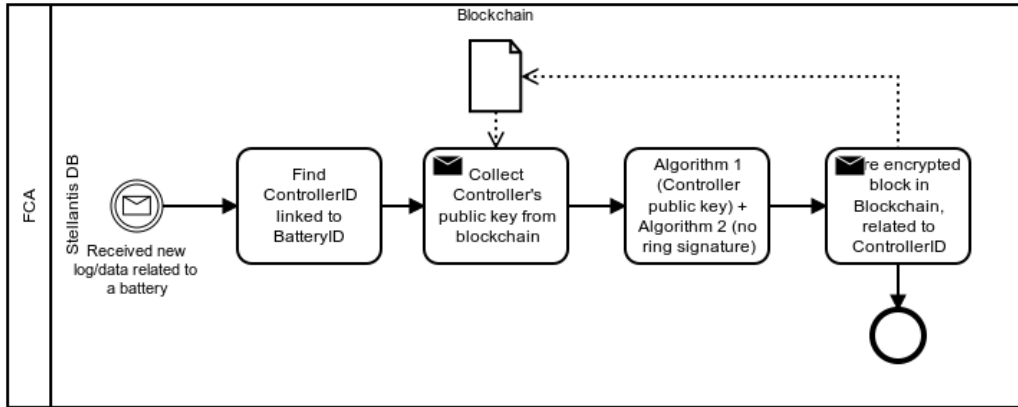 Blockchain
FCA
Stellantis DB
Received new
log/data related to
a battery
Find
ControllerID
linked to
BatteryID
Collect
Controller's
public key from
blockchain
Algorithm 1
(Controller
public key) +
Algorithm 2 (no
ring signature)
re encrypted
block in
Blockchain,
related to
ControllerID